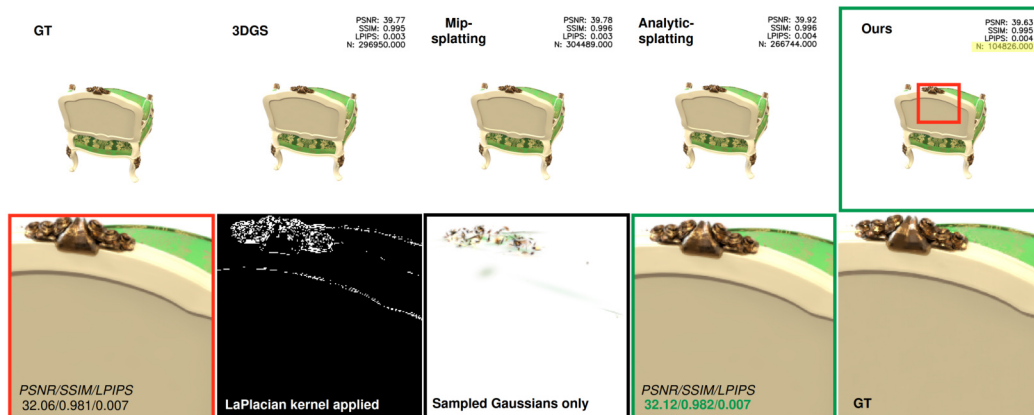 GT
3DGS
PSNR: 39.77
SSIM: 0.995
LPIPS: 0.003
N: 296950.000
Mip-
splatting
PSNR: 39.78
SSIM: 0.996
LPIPS: 0.003
N: 304489.000
Analytic-
splatting
PSNR: 39.92
SSIM: 0.996
LPIPS: 0.004
N: 266744.000
Ours
PSNR: 39.63
SSIM: 0.995
LPIPS: 0.004
N: 104826.000
PSNR/SSIM/LPIPS
32.06/0.981/0.007
LaPlacian kernel applied
Sampled Gaussians only
PSNR/SSIM/LPIPS
32.12/0.982/0.007
GT